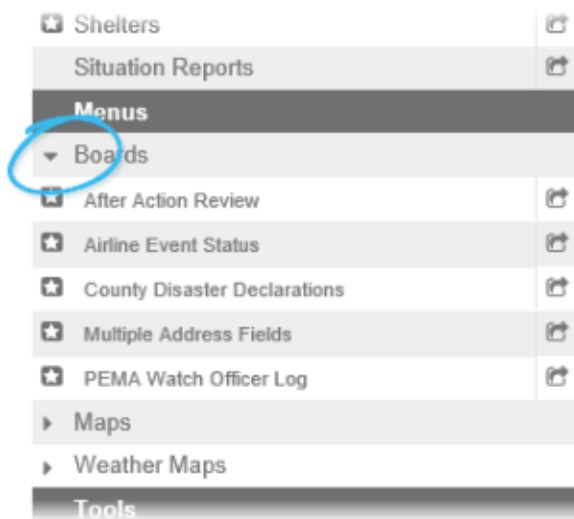 Shelters
Situation Reports
Menus
Boards
After Action Review
Airline Event Status
County Disaster Declarations
Multiple Address Fields
PEMA Watch Officer Log
Maps
Weather Maps
Tools